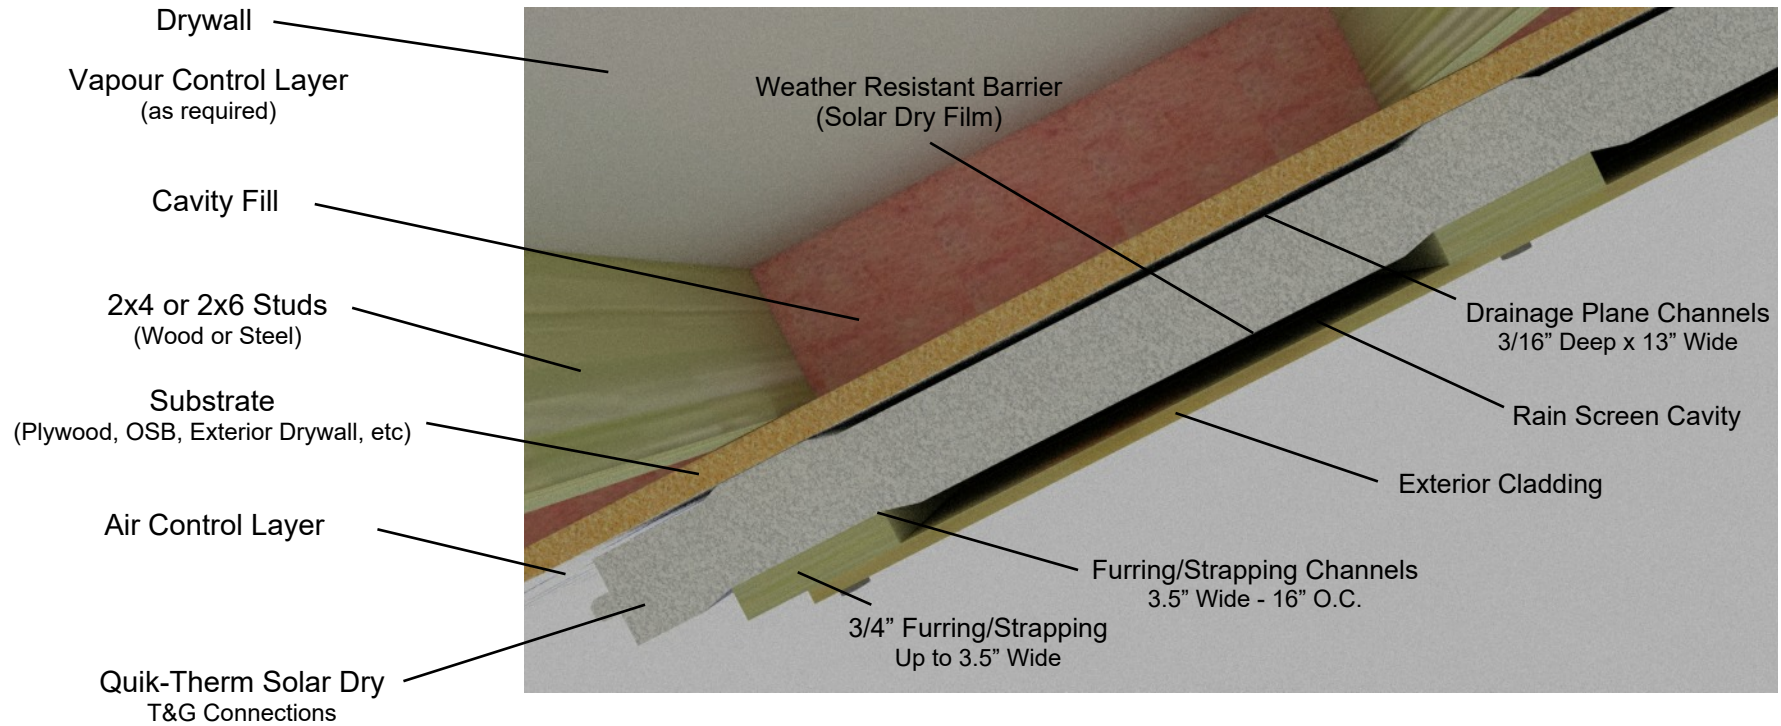 Drywall
Vapour Control Layer
(as required)
Cavity Fill
2x4 or 2x6 Studs
(Wood or Steel)
Substrate
(Plywood, OSB, Exterior Drywall, etc)
Air Control Layer
Quik-Therm Solar Dry
T&G Connections
Weather Resistant Barrier
(Solar Dry Film)
Drainage Plane Channels
3/16” Deep x 13” Wide
Rain Screen Cavity
Exterior Cladding
Furring/Strapping Channels
3.5” Wide - 16” O.C.
3/4” Furring/Strapping
Up to 3.5” Wide